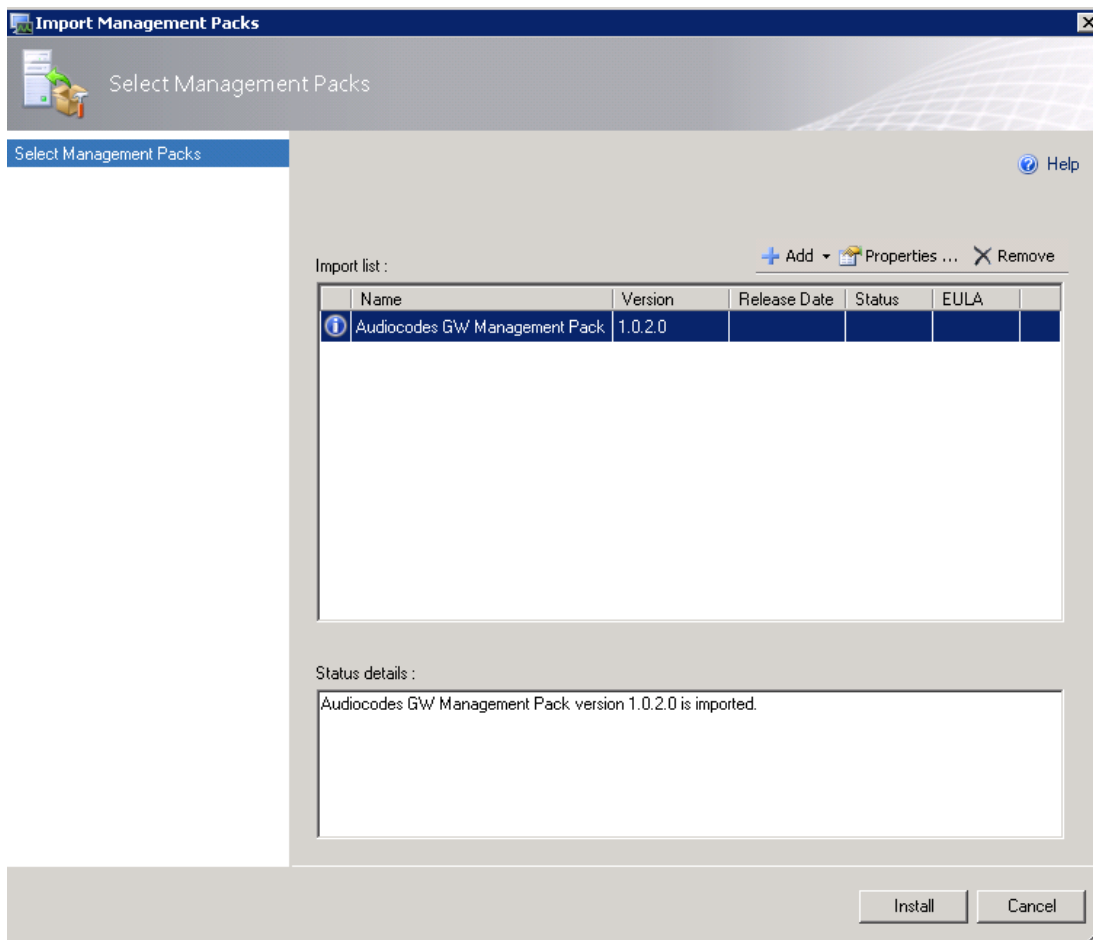 Import Management Packs
Select Management Packs
Select Management Packs
Help
Import list :
Add
Properties ...
Remove
Name Version Release Date Status EULA
Audiocodes GW Management Pack 1.0.2.0
Status details :
Audiocodes GW Management Pack version 1.0.2.0 is imported.
Install Cancel